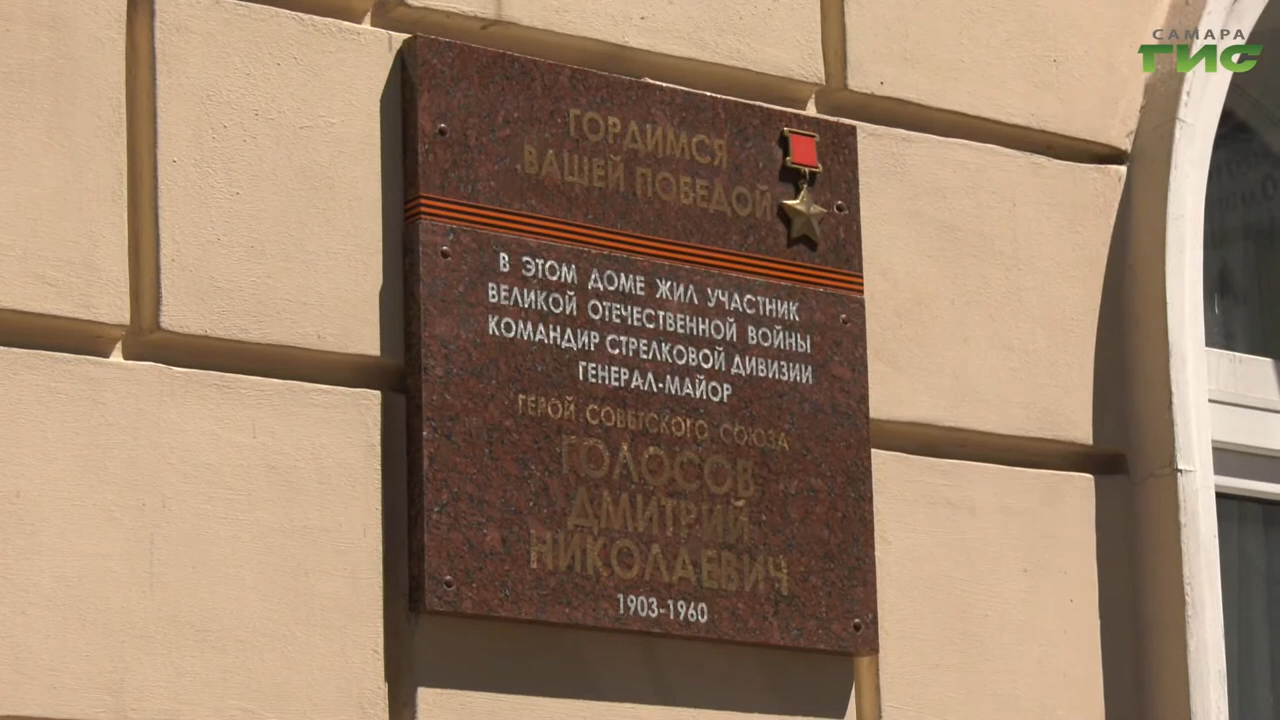 САМАРА
ГИС
ГОРДИМСЯ
ВАШЕЙ ПОБЕДОЙ
В ЭТОМ ДОМЕ ЖИЛ УЧАСТНИК
ВЕЛИКОЙ ОТЕЧЕСТВЕННОЙ ВОЙНЫ
КОМАНДИР СТРЕЛКОВОЙ ДИВИЗИИ
ГЕНЕРАЛ-МАЙОР
ГЕРОЙ СОВЕТСКОГО СОЮЗА
ГОЛОСОВ
ДМИТРИЙ
НИКОЛАЕВИЧ
1903-1960